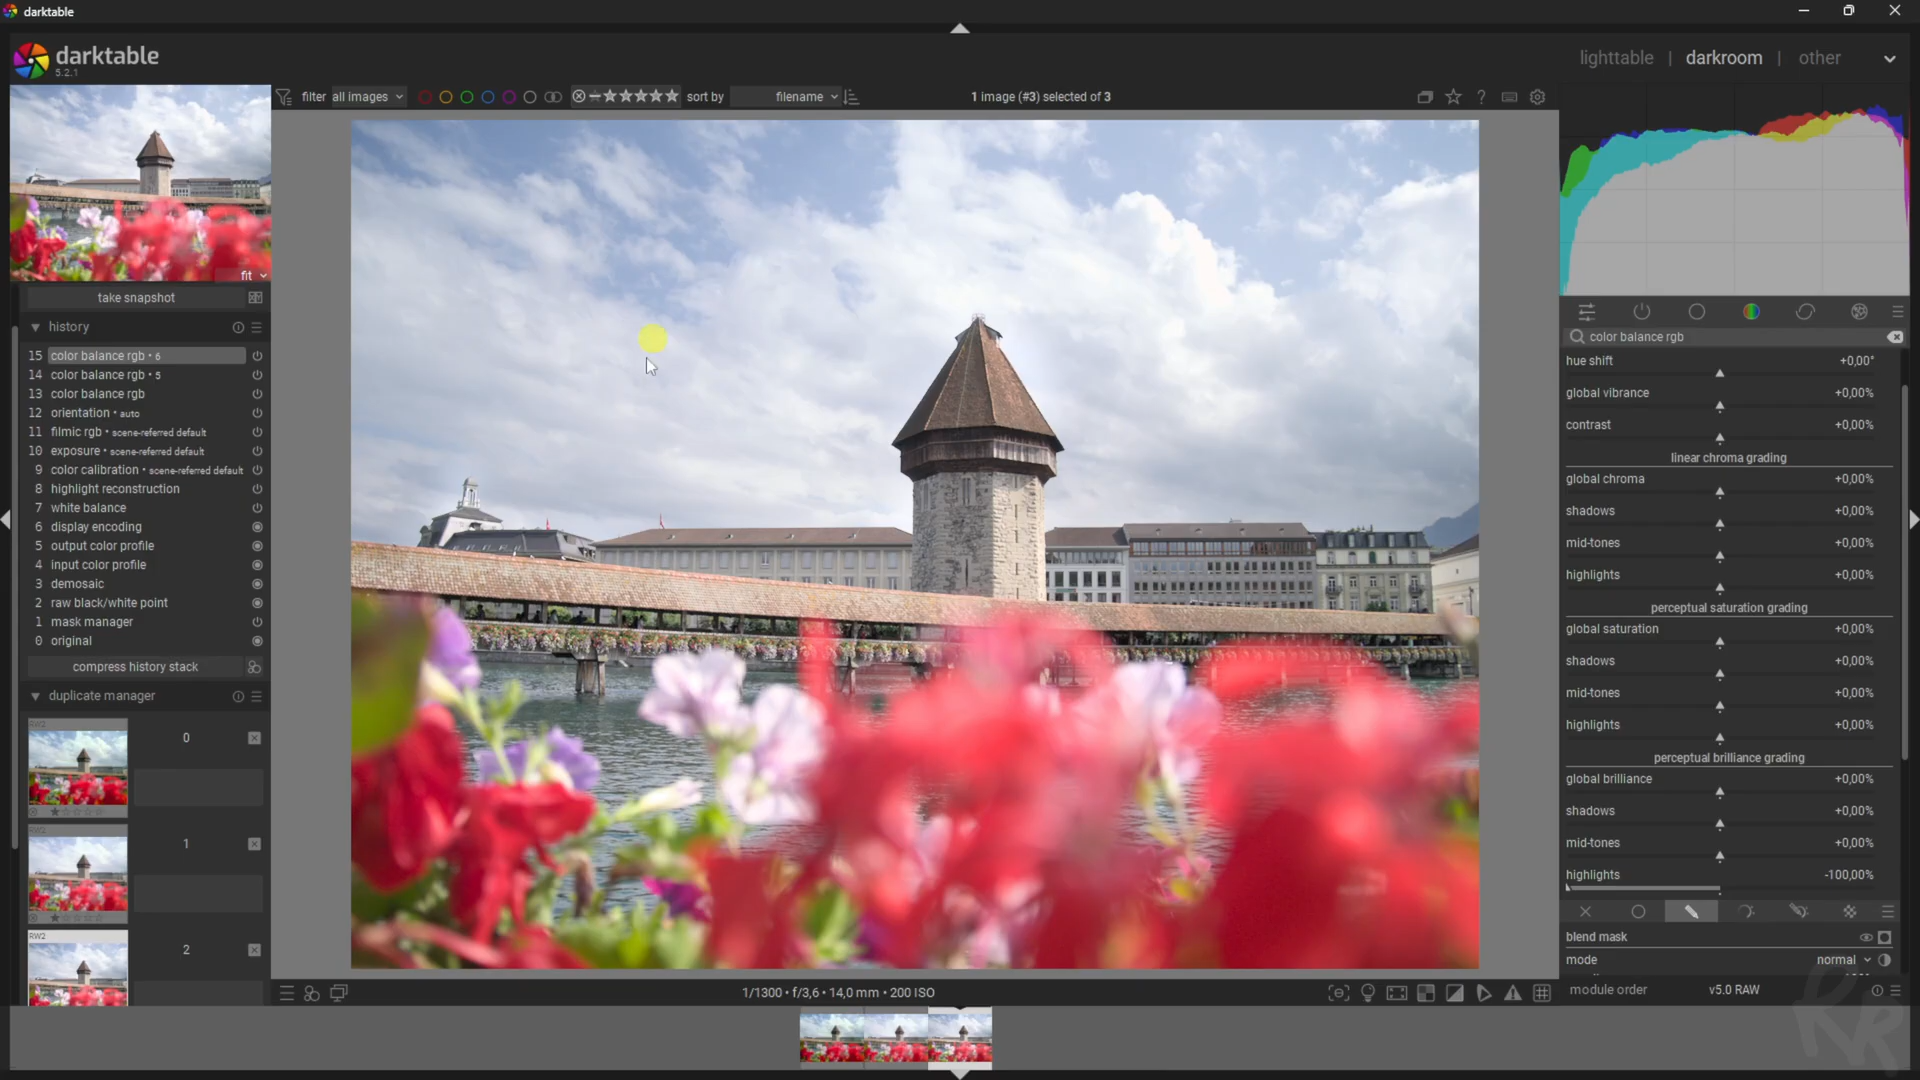 darktable
darktable
5.2.1
lighttable | darkroom | other
filter all images
sort by filename
1 image (#3) selected of 3
fit
take snapshot
history
15 color balance rgb • 6
14 color balance rgb • 5
13 color balance rgb
12 orientation • auto
11 filmic rgb • scene-referred default
10 exposure • scene-referred default
9 color calibration • scene-referred default
8 highlight reconstruction
7 white balance
6 display encoding
5 output color profile
4 input color profile
3 demosaic
2 raw black/white point
1 mask manager
0 original
compress history stack
duplicate manager
RW2
0
RW2
1
RW2
2
1/1300 • f/3,6 • 14,0 mm • 200 ISO
color balance rgb
hue shift +0,00°
global vibrance +0,00%
contrast +0,00%
linear chroma grading
global chroma +0,00%
shadows +0,00%
mid-tones +0,00%
highlights +0,00%
perceptual saturation grading
global saturation +0,00%
shadows +0,00%
mid-tones +0,00%
highlights +0,00%
perceptual brilliance grading
global brilliance +0,00%
shadows +0,00%
mid-tones +0,00%
highlights -100,00%
blend mask
mode normal
module order v5.0 RAW